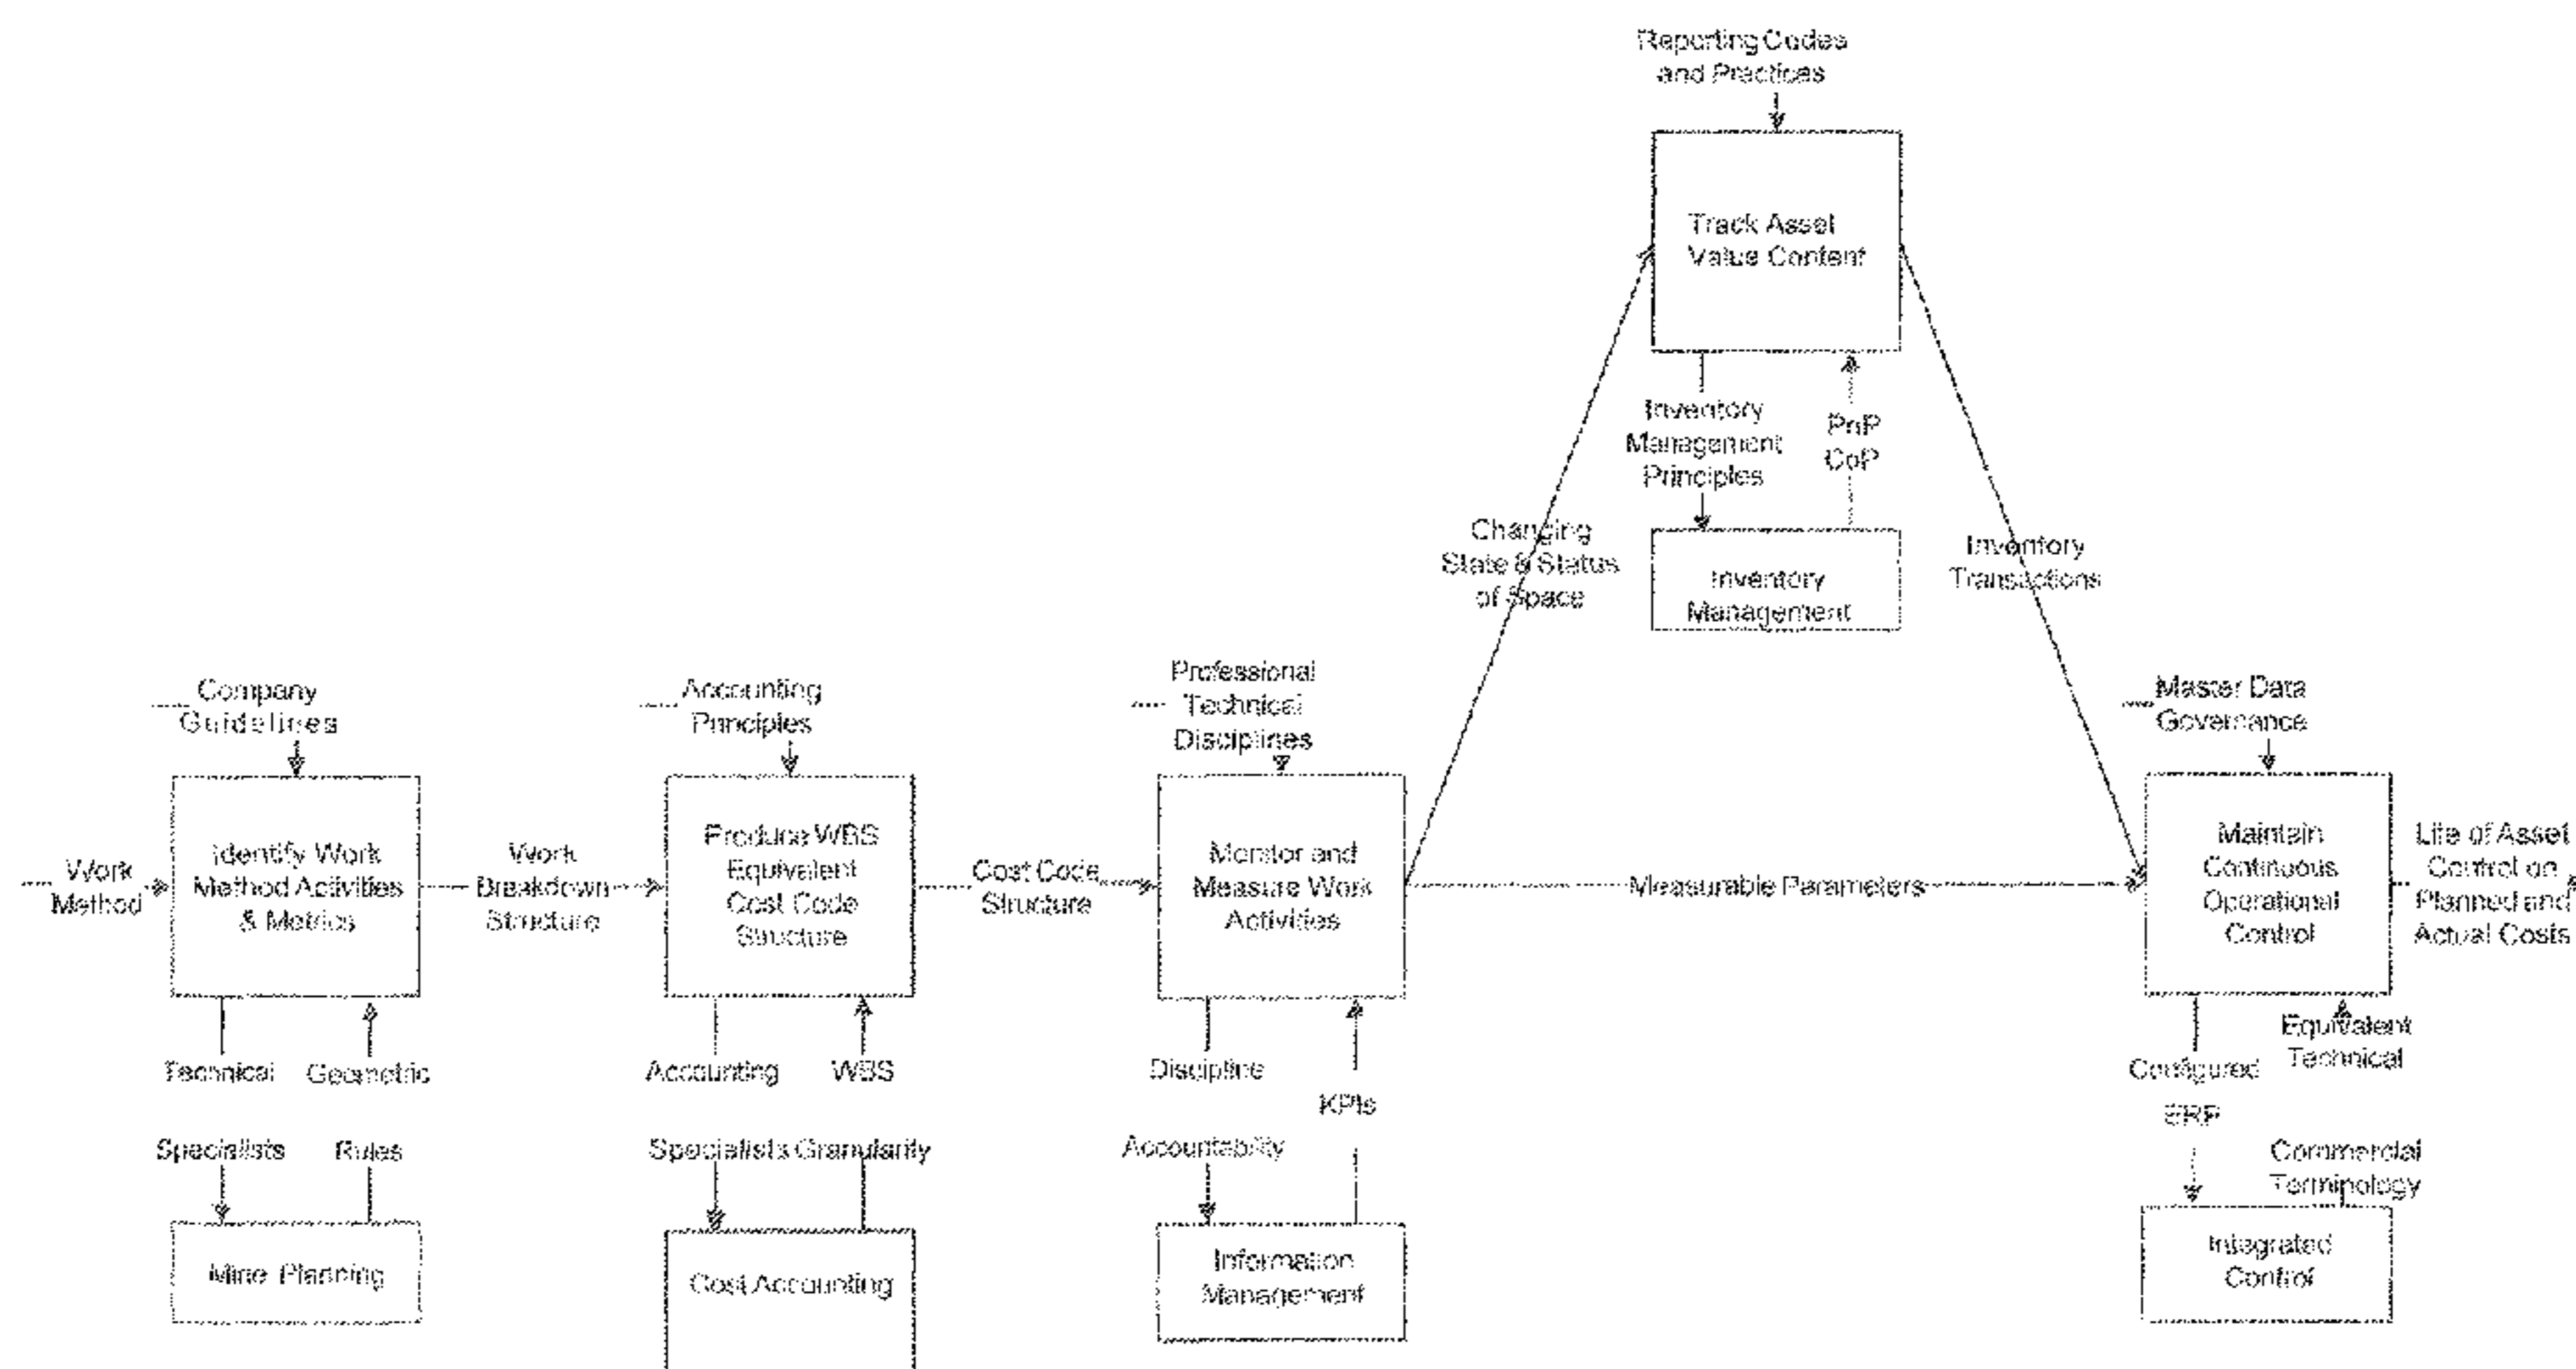 Reporting Codes
and Practices
Track Asset
Value Content
Inventory
Management
Principles
PnP
CoP
Changing
State & Status
of Space
Inventory
Transactions
Inventory
Management
Company
Guidelines
Accounting
Principles
Professional
Technical
Disciplines
Master Data
Governance
Work
Method
Identify Work
Method Activities
& Metrics
Work
Breakdown
Structure
Produce WBS
Equivalent
Cost Code
Structure
Cost Code
Structure
Monitor and
Measure Work
Activities
Measurable Parameters
Maintain
Continuous
Operational
Control
Life of Asset
Control on
Planned and
Actual Costs
Technical
Specialists
Geometric
Rules
Accounting
Specialists
WBS
Granularity
Discipline
Accountability
KPIs
Configured
ERP
Equivalent
Technical
Commercial
Terminology
Mine Planning
Cost Accounting
Information
Management
Integrated
Control